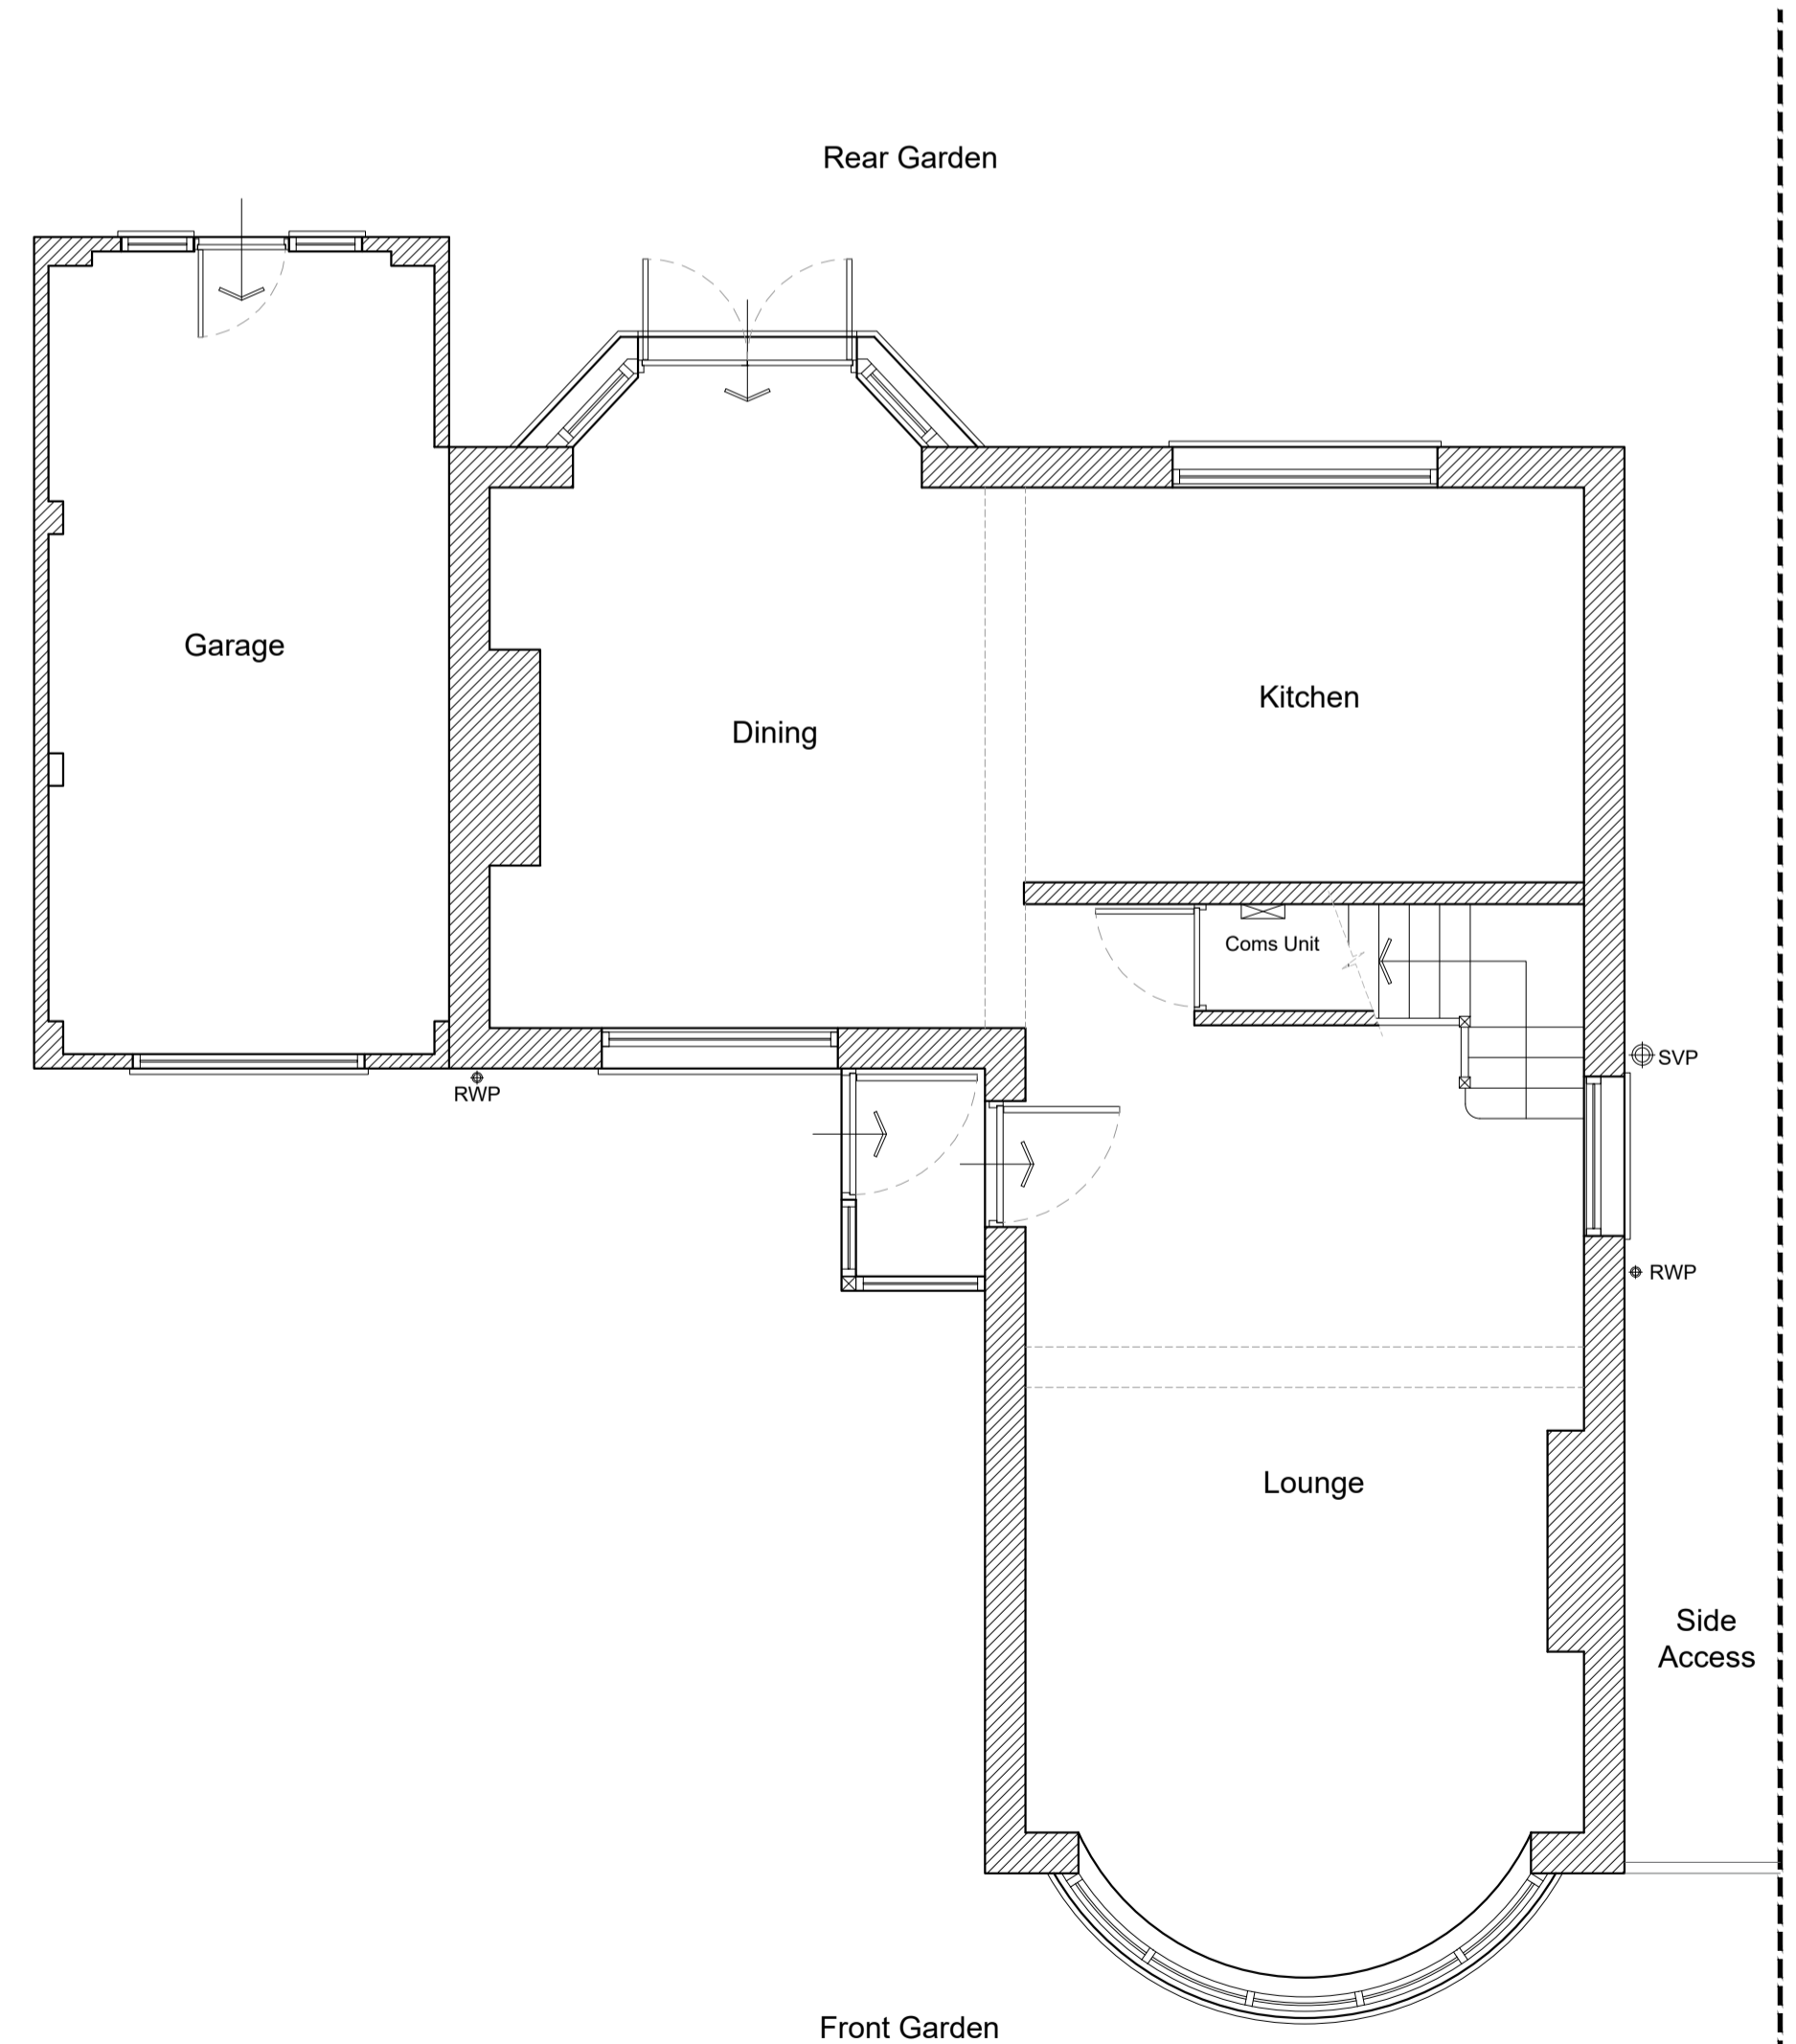 Rear Garden
Garage
Kitchen
Dining
Coms Unit
SVP
RWP
RWP
Lounge
Side
Access
Front Garden